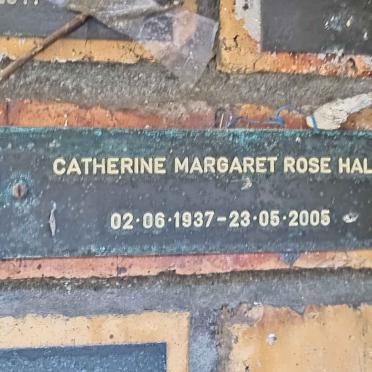 CATHERINE MARGARET ROSE HAL
02·06·1937-23·05·2005